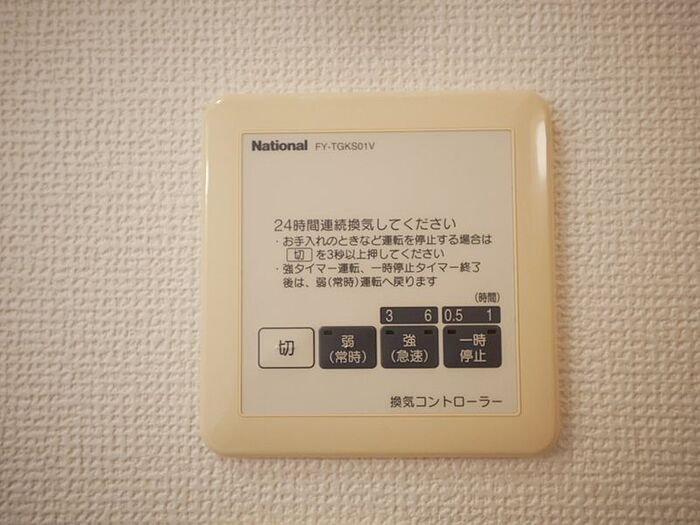 National FY-TGKS01V
24時間連続換気してください
・お手入れのときなど運転を停止する場合は
切 を3秒以上押してください
・強タイマー運転、一時停止タイマー終了
後は、弱(常時)運転へ戻ります
(時間)
3 6 0.5 1
切 弱(常時) 強(急速) 一時停止
換気コントローラー